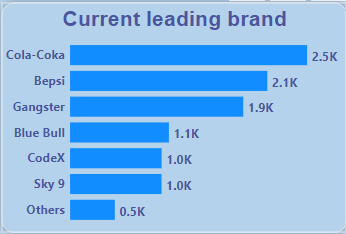 Current leading brand
Cola-Coka 2.5K
Bepsi 2.1K
Gangster 1.9K
Blue Bull 1.1K
CodeX 1.0K
Sky 9 1.0K
Others 0.5K